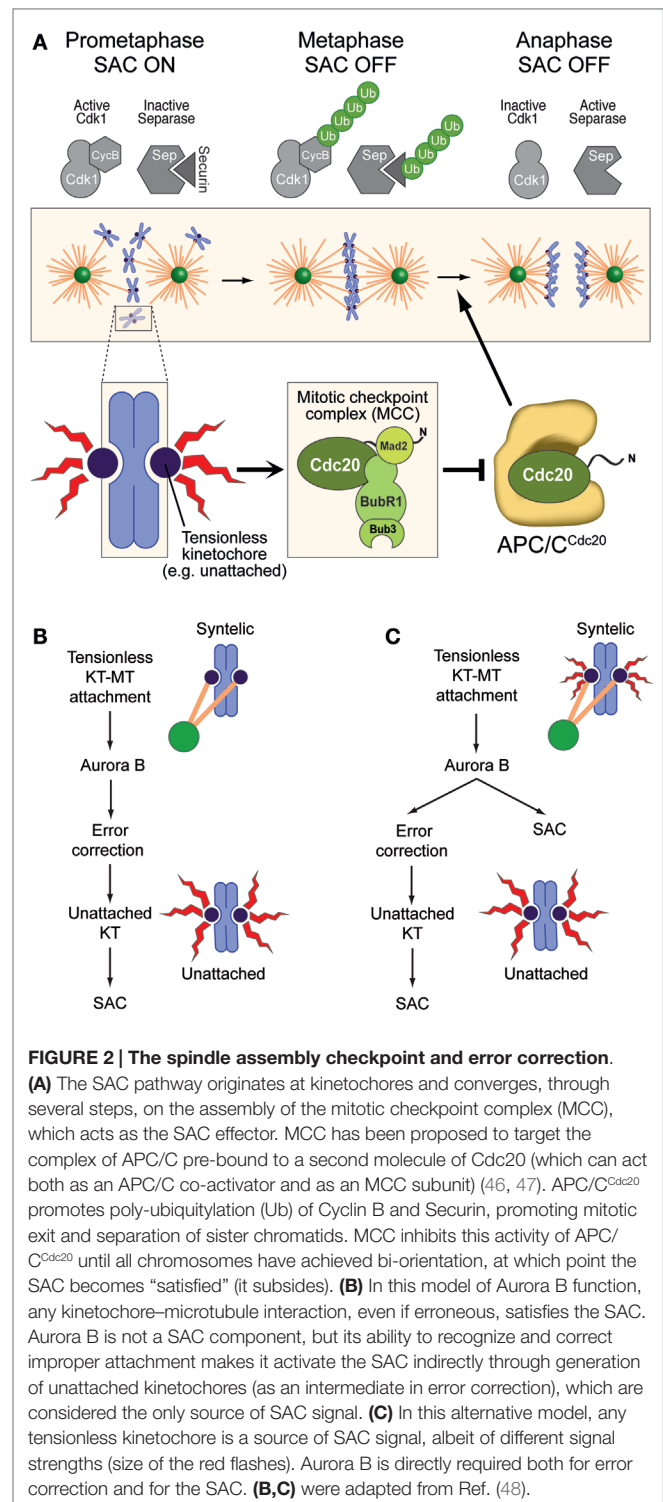 A
Prometaphase
SAC ON
Metaphase
SAC OFF
Anaphase
SAC OFF
Active
Cdk1
Inactive
Separase
Inactive
Cdk1
Active
Separase
CycB
Cdk1
Sep
Securin
CycB
Cdk1
Ub
Ub
Ub
Ub
Sep
Ub
Ub
Ub
Ub
Cdk1
Sep
Tensionless
kinetochore
(e.g. unattached)
Mitotic checkpoint
complex (MCC)
Cdc20
Mad2
N
BubR1
Bub3
Cdc20
N
APC/CCdc20
B
Tensionless
KT-MT
attachment
Aurora B
Error
correction
Unattached
KT
SAC
Syntelic
Unattached
C
Tensionless
KT-MT
attachment
Aurora B
Error
correction
SAC
Unattached
KT
SAC
Syntelic
Unattached
FIGURE 2 | The spindle assembly checkpoint and error correction.
(A) The SAC pathway originates at kinetochores and converges, through
several steps, on the assembly of the mitotic checkpoint complex (MCC),
which acts as the SAC effector. MCC has been proposed to target the
complex of APC/C pre-bound to a second molecule of Cdc20 (which can act
both as an APC/C co-activator and as an MCC subunit) (46, 47). APC/CCdc20
promotes poly-ubiquitylation (Ub) of Cyclin B and Securin, promoting mitotic
exit and separation of sister chromatids. MCC inhibits this activity of APC/
CCdc20 until all chromosomes have achieved bi-orientation, at which point the
SAC becomes “satisfied” (it subsides). (B) In this model of Aurora B function,
any kinetochore–microtubule interaction, even if erroneous, satisfies the SAC.
Aurora B is not a SAC component, but its ability to recognize and correct
improper attachment makes it activate the SAC indirectly through generation
of unattached kinetochores (as an intermediate in error correction), which are
considered the only source of SAC signal. (C) In this alternative model, any
tensionless kinetochore is a source of SAC signal, albeit of different signal
strengths (size of the red flashes). Aurora B is directly required both for error
correction and for the SAC. (B,C) were adapted from Ref. (48).